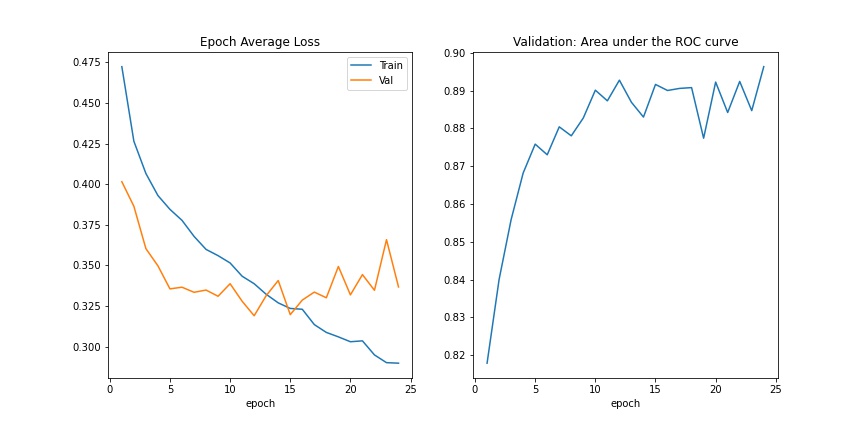 Epoch Average Loss
Train
Val
0.475
0.450
0.425
0.400
0.375
0.350
0.325
0.300
0 5 10 15 20 25
epoch
Validation: Area under the ROC curve
0.90
0.89
0.88
0.87
0.86
0.85
0.84
0.83
0.82
0 5 10 15 20 25
epoch